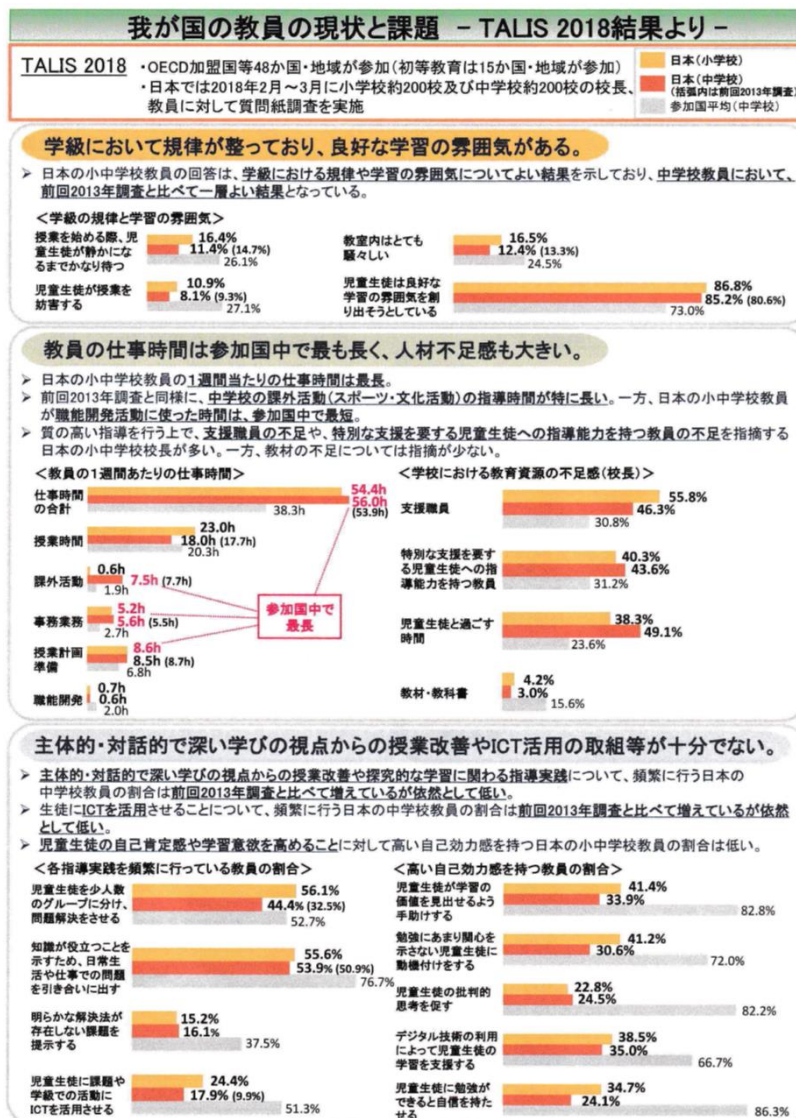 我が国の教員の現状と課題 － TALIS 2018結果より－
TALIS 2018
・OECD加盟国等48か国・地域が参加（初等教育は15か国・地域が参加）
・日本では2018年2月～3月に小学校約200校及び中学校約200校の校長、
教員に対して質問紙調査を実施
日本（小学校）
日本（中学校）
（括弧内は前回2013年調査）
参加国平均（中学校）
学級において規律が整っており、良好な学習の雰囲気がある。
➢ 日本の小中学校教員の回答は、学級における規律や学習の雰囲気についてよい結果を示しており、中学校教員において、
前回2013年調査と比べて一層よい結果となっている。
＜学級の規律と学習の雰囲気＞
授業を始める際、児
童生徒が静かにな
るまでかなり待つ
16.4%
11.4% (14.7%)
26.1%
教室内はとても
騒々しい
16.5%
12.4% (13.3%)
24.5%
児童生徒が授業を
妨害する
10.9%
8.1% (9.3%)
27.1%
児童生徒は良好な
学習の雰囲気を創
り出そうとしている
86.8%
85.2% (80.6%)
73.0%
教員の仕事時間は参加国中で最も長く、人材不足感も大きい。
➢ 日本の小中学校教員の1週間当たりの仕事時間は最長。
➢ 前回2013年調査と同様に、中学校の課外活動（スポーツ・文化活動）の指導時間が特に長い。一方、日本の小中学校教員
が職能開発活動に使った時間は、参加国中で最短。
➢ 質の高い指導を行う上で、支援職員の不足や、特別な支援を要する児童生徒への指導能力を持つ教員の不足を指摘する
日本の小中学校校長が多い。一方、教材の不足については指摘が少ない。
＜教員の1週間あたりの仕事時間＞
仕事時間
の合計
54.4h
56.0h
(53.9h)
38.3h
授業時間
23.0h
18.0h (17.7h)
20.3h
課外活動
0.6h
7.5h (7.7h)
1.9h
事務業務
5.2h
5.6h (5.5h)
2.7h
授業計画
準備
8.6h
8.5h (8.7h)
6.8h
職能開発
0.7h
0.6h
2.0h
参加国中で
最長
＜学校における教育資源の不足感（校長）＞
支援職員
55.8%
46.3%
30.8%
特別な支援を要す
る児童生徒への指
導能力を持つ教員
40.3%
43.6%
31.2%
児童生徒と過ごす
時間
38.3%
49.1%
23.6%
教材・教科書
4.2%
3.0%
15.6%
主体的・対話的で深い学びの視点からの授業改善やICT活用の取組等が十分でない。
➢ 主体的・対話的で深い学びの視点からの授業改善や探究的な学習に関わる指導実践について、頻繁に行う日本の
中学校教員の割合は前回2013年調査と比べて増えているが依然として低い。
➢ 生徒にICTを活用させることについて、頻繁に行う日本の中学校教員の割合は前回2013年調査と比べて増えているが依然
として低い。
➢ 児童生徒の自己肯定感や学習意欲を高めることに対して高い自己効力感を持つ日本の小中学校教員の割合は低い。
＜各指導実践を頻繁に行っている教員の割合＞
児童生徒を少人数
のグループに分け、
問題解決をさせる
56.1%
44.4% (32.5%)
52.7%
知識が役立つことを
示すため、日常生
活や仕事での問題
を引き合いに出す
55.6%
53.9% (50.9%)
76.7%
明らかな解決法が
存在しない課題を
提示する
15.2%
16.1%
37.5%
児童生徒に課題や
学級での活動に
ICTを活用させる
24.4%
17.9% (9.9%)
51.3%
＜高い自己効力感を持つ教員の割合＞
児童生徒が学習の
価値を見出せるよう
手助けする
41.4%
33.9%
82.8%
勉強にあまり関心を
示さない児童生徒に
動機付けをする
41.2%
30.6%
72.0%
児童生徒の批判的
思考を促す
22.8%
24.5%
82.2%
デジタル技術の利用
によって児童生徒の
学習を支援する
38.5%
35.0%
66.7%
児童生徒に勉強が
できると自信を持た
せる
34.7%
24.1%
86.3%